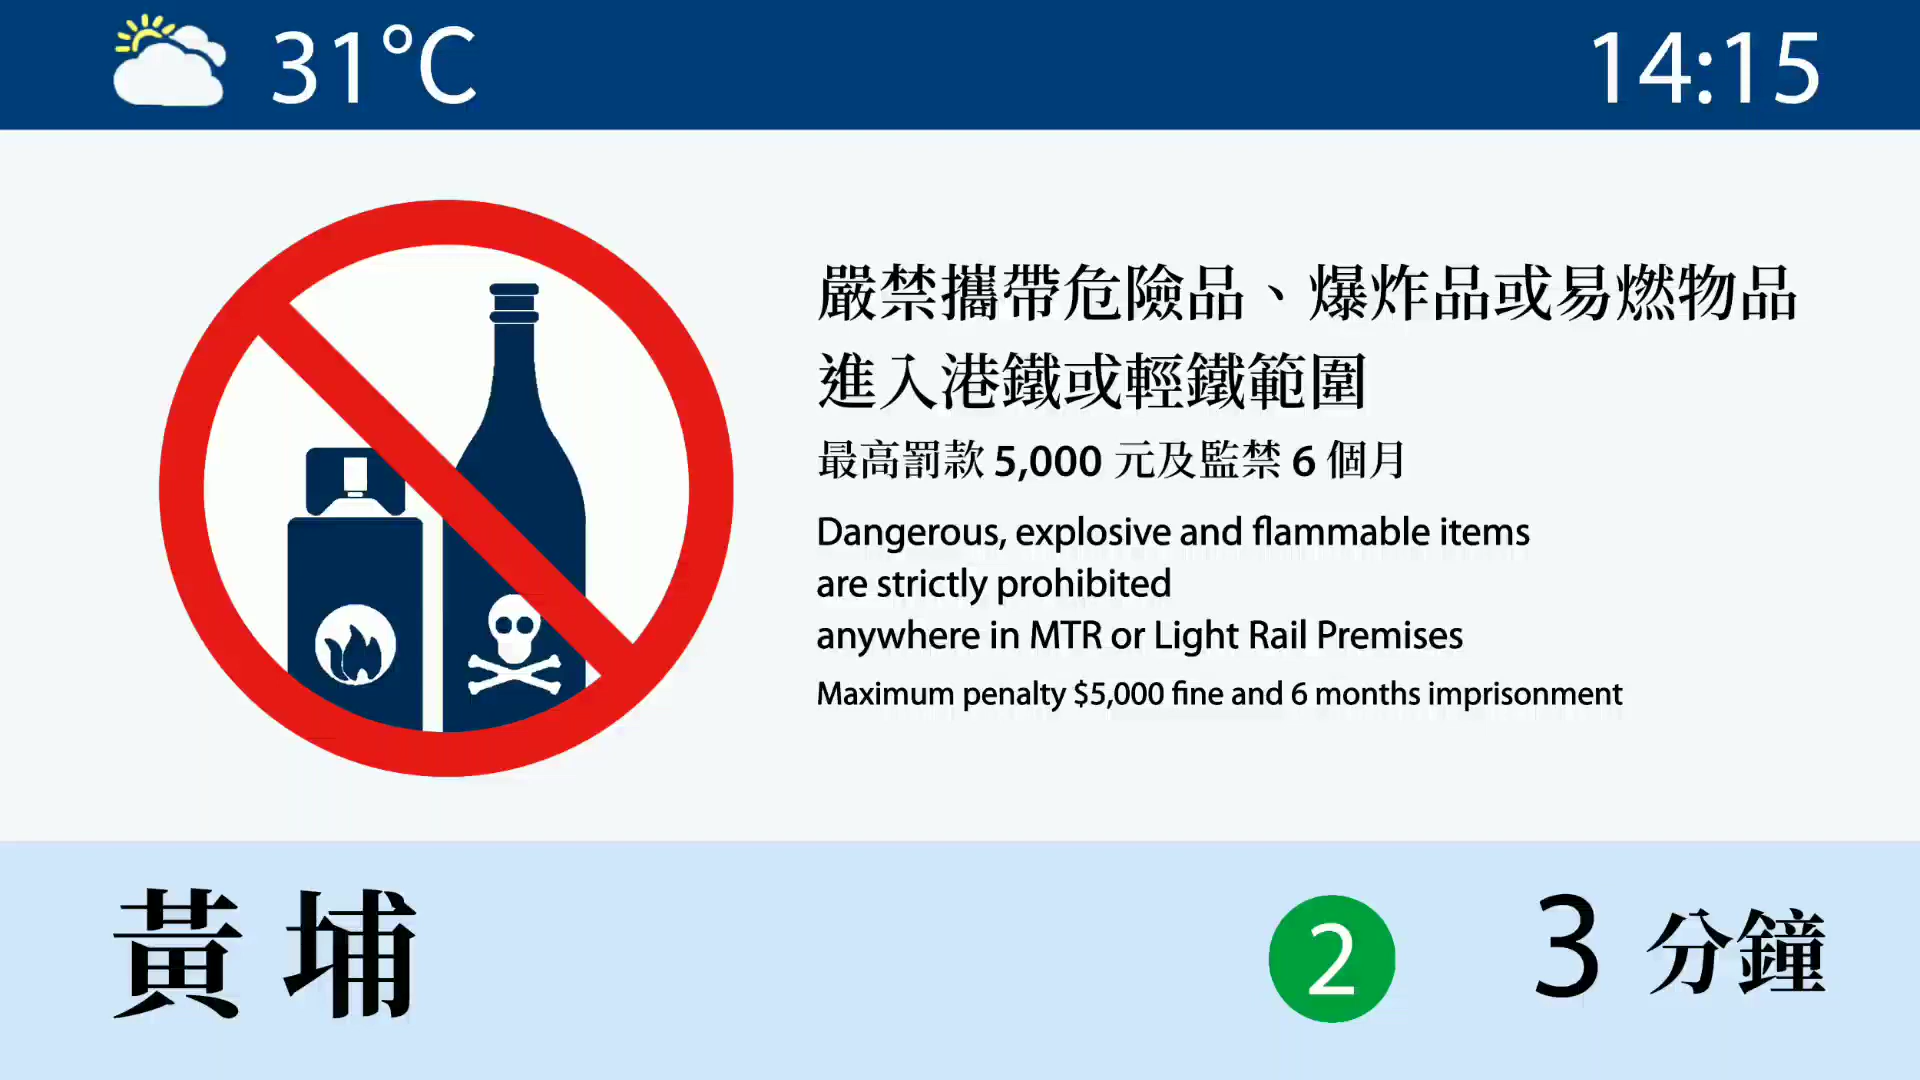 31°C
14:15
嚴禁攜帶危險品、爆炸品或易燃物品
進入港鐵或輕鐵範圍
最高罰款 5,000 元及監禁 6 個月
Dangerous, explosive and flammable items
are strictly prohibited
anywhere in MTR or Light Rail Premises
Maximum penalty $5,000 fine and 6 months imprisonment
黃埔
2
3 分鐘